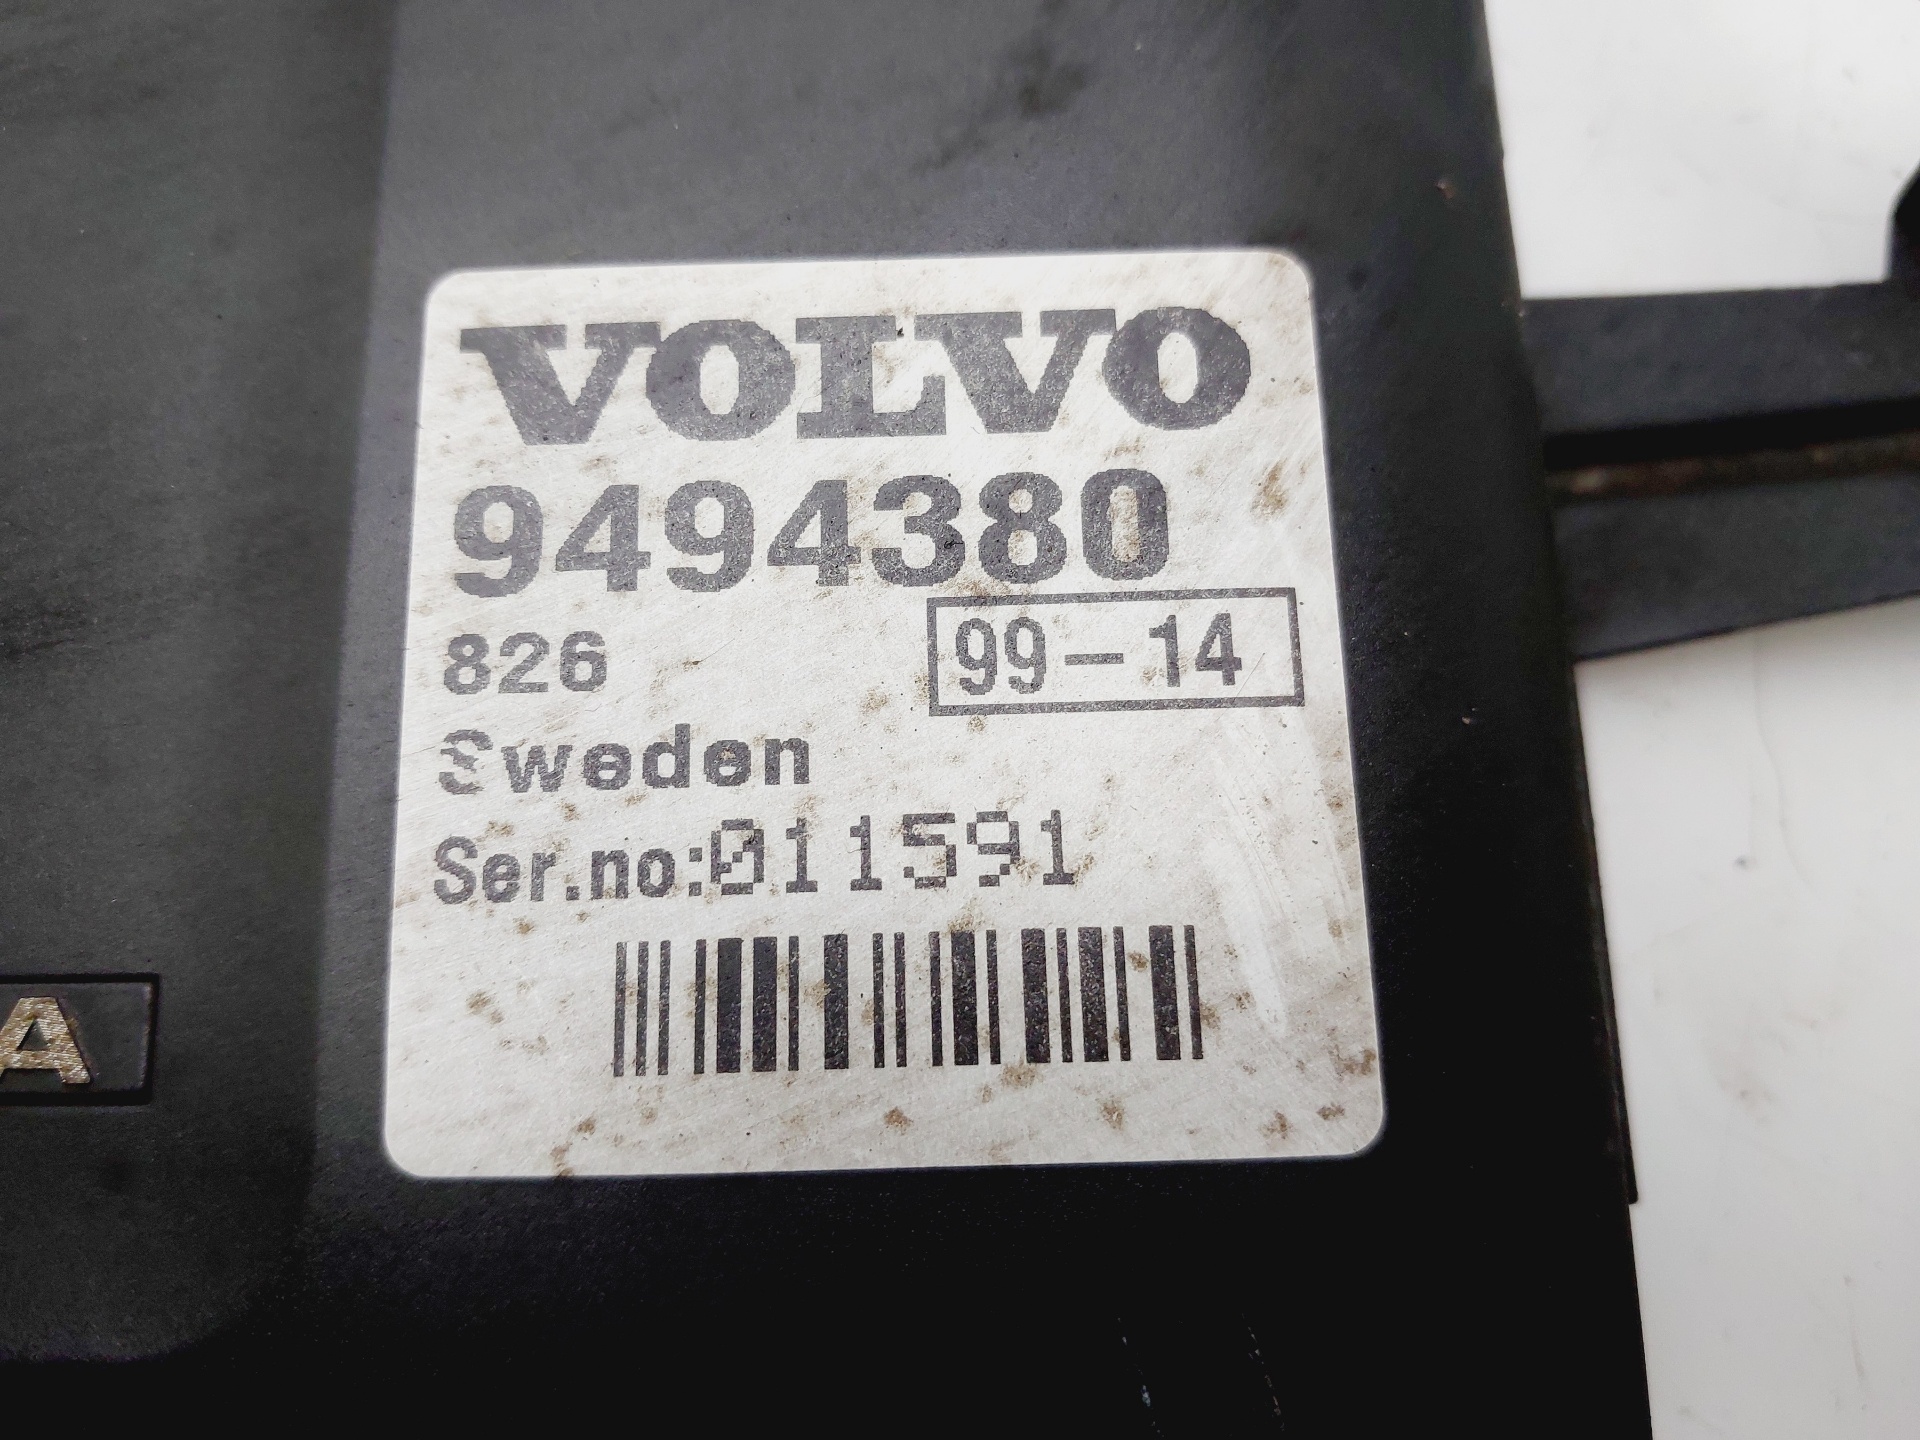 VOLVO
9494380
826 99-14
Sweden
Ser.no:011591
A